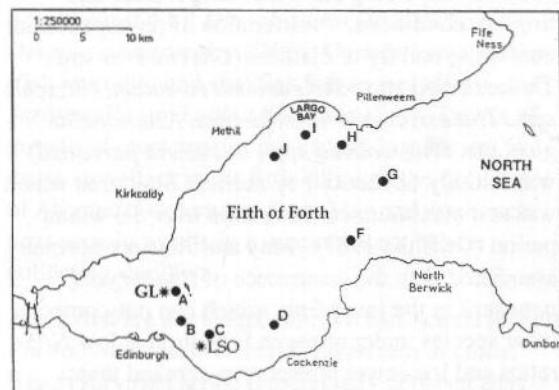 1:250000
0 10 km
Fife
Ness
Pittenweem
LARGO
BAY
Methil
I
H
J
G
NORTH
SEA
Kirkcaldy
Firth of Forth
F
North
Berwick
GL * A
B C
D
* LSO
Edinburgh
Cockenzie
Dunbar